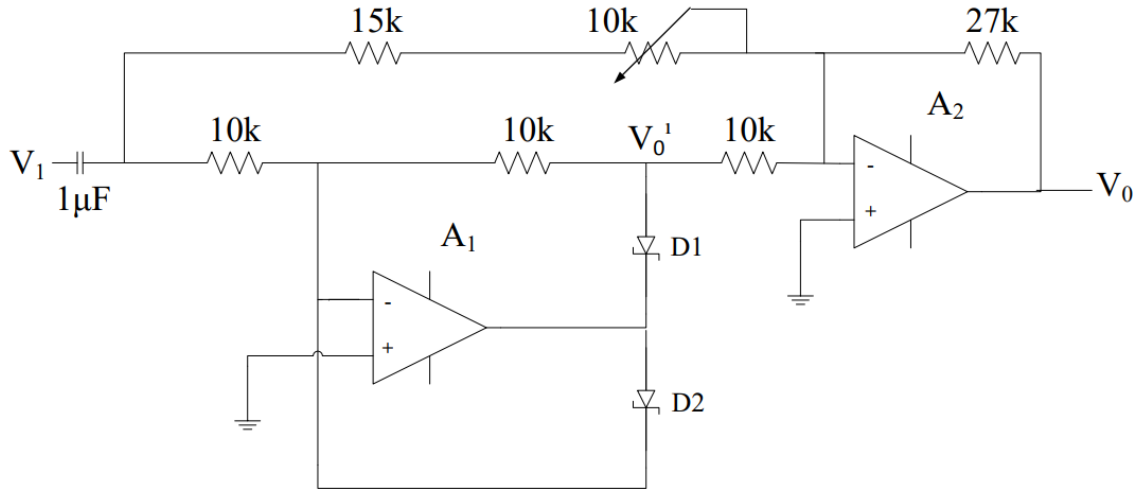 15k 10k 27k
A₂
10k 10k V₀¹ 10k
V₁
-
1μF
+
V₀
A₁
D1
-
+
D2